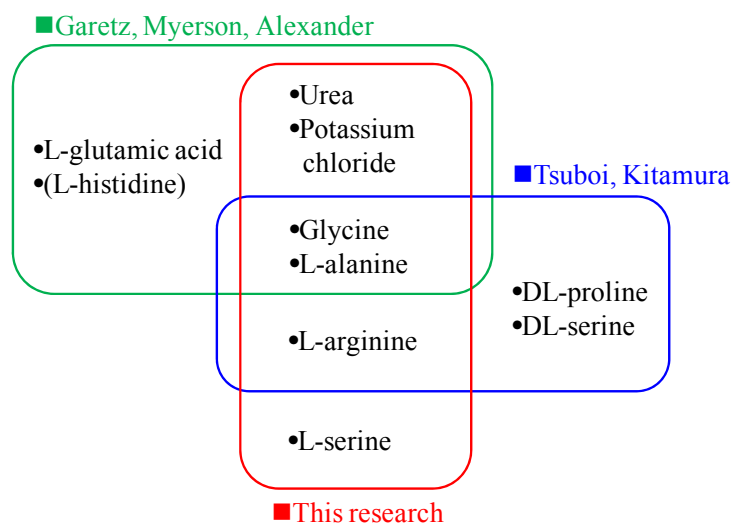 ■Garetz, Myerson, Alexander
•Urea
•Potassium
chloride
•L-glutamic acid
•(L-histidine)
■Tsuboi, Kitamura
•Glycine
•L-alanine
•DL-proline
•DL-serine
•L-arginine
•L-serine
■This research